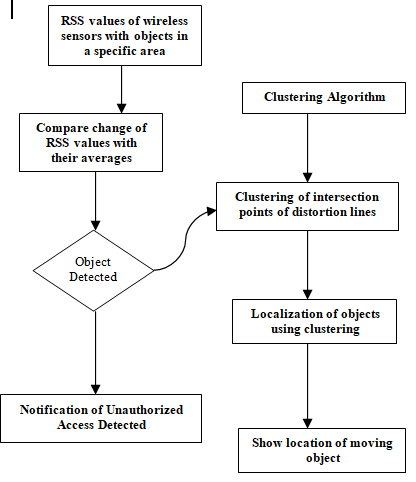 RSS values of wireless
sensors with objects in
a specific area
Compare change of
RSS values with
their averages
Object
Detected
Notification of Unauthorized
Access Detected
Clustering Algorithm
Clustering of intersection
points of distortion lines
Localization of objects
using clustering
Show location of moving
object